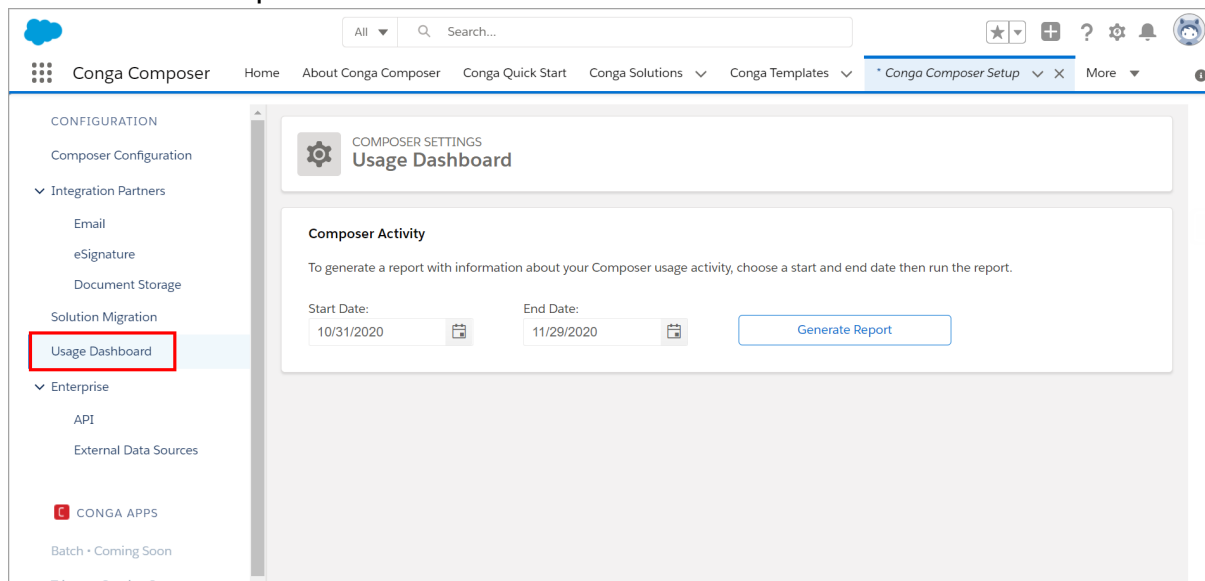 All
Search...
Conga Composer Home About Conga Composer Conga Quick Start Conga Solutions Conga Templates * Conga Composer Setup More
CONFIGURATION
Composer Configuration
Integration Partners
Email
eSignature
Document Storage
Solution Migration
Usage Dashboard
Enterprise
API
External Data Sources
CONGA APPS
Batch • Coming Soon
COMPOSER SETTINGS
Usage Dashboard
Composer Activity
To generate a report with information about your Composer usage activity, choose a start and end date then run the report.
Start Date: End Date:
10/31/2020 11/29/2020 Generate Report